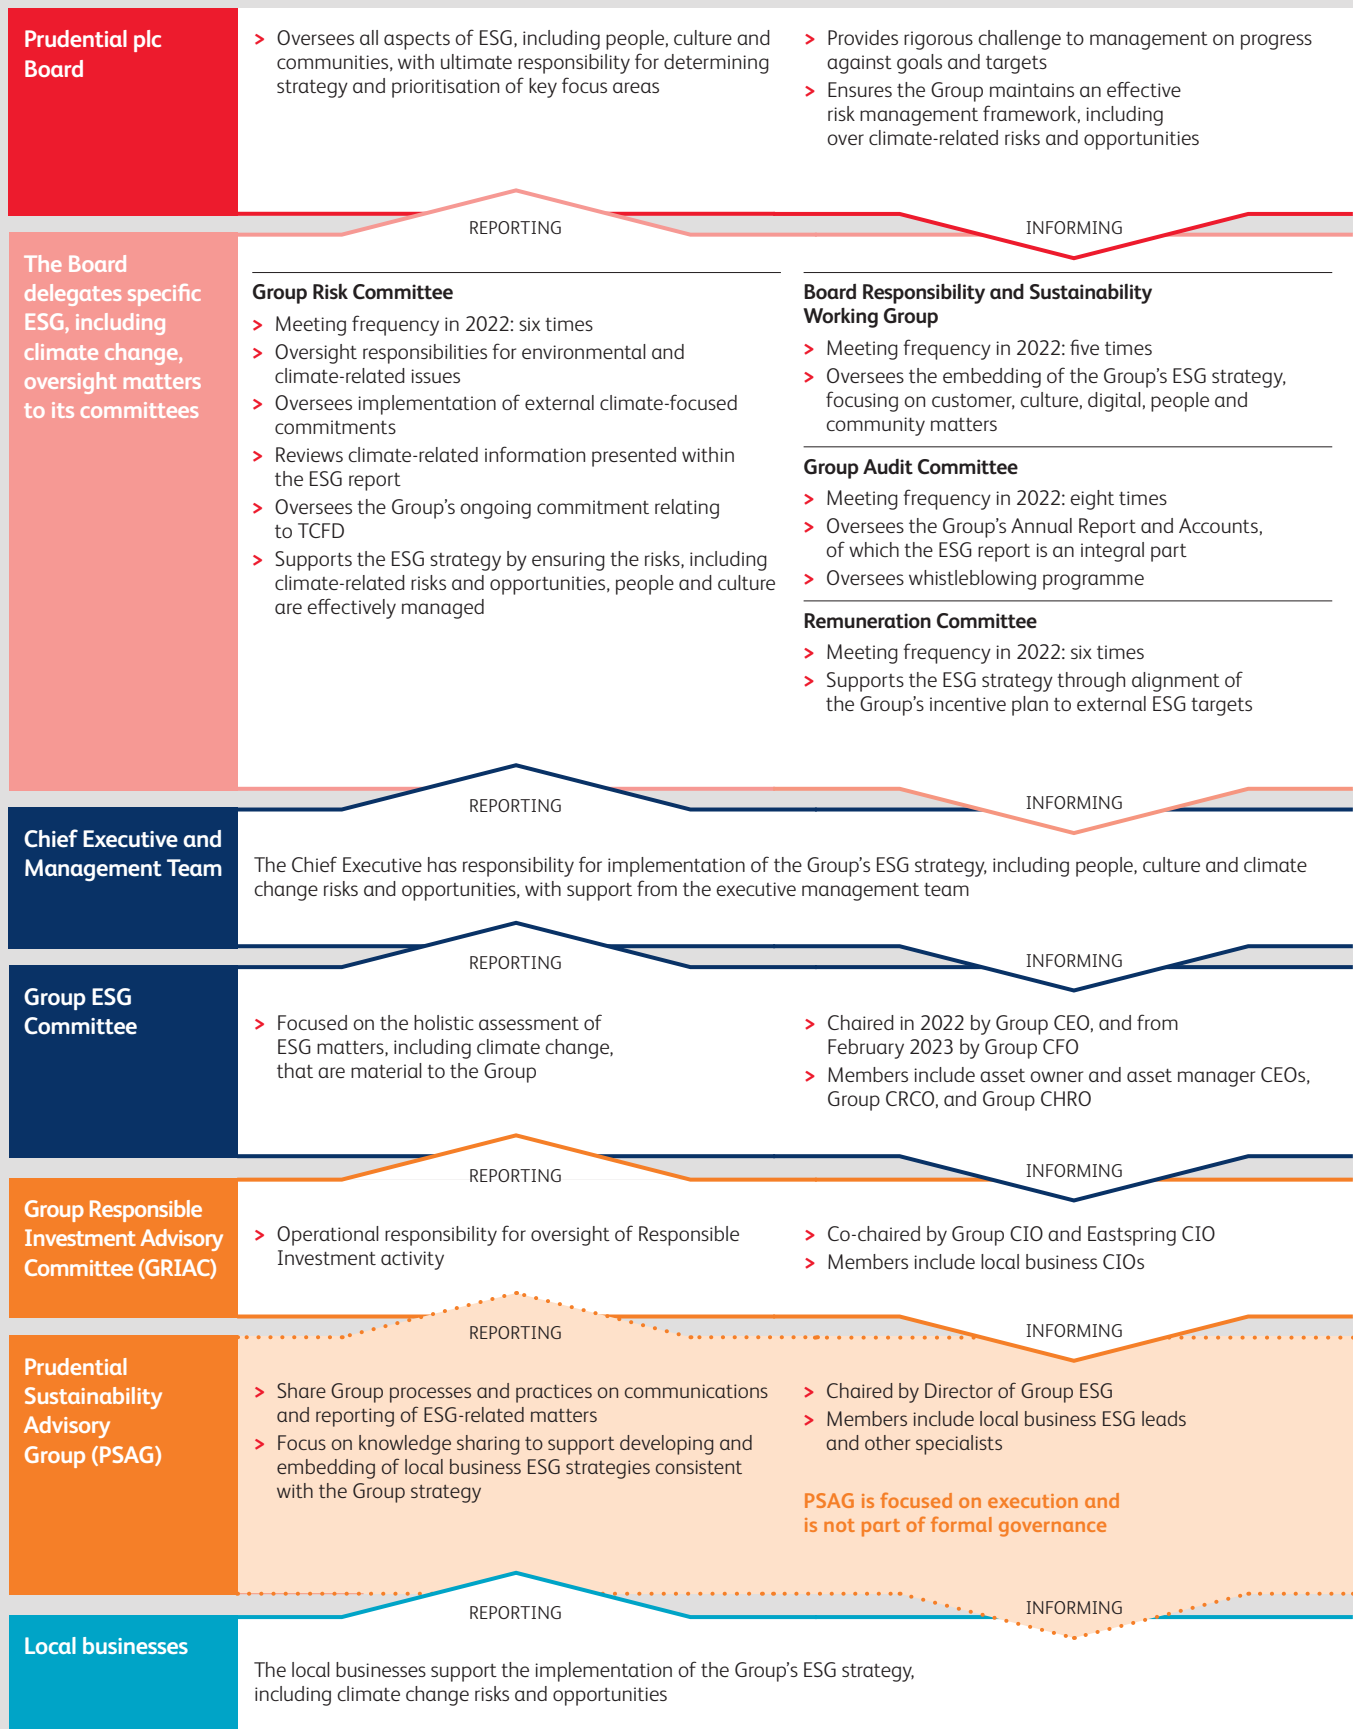 Prudential plc
Board
> Oversees all aspects of ESG, including people, culture and
communities, with ultimate responsibility for determining
strategy and prioritisation of key focus areas
> Provides rigorous challenge to management on progress
against goals and targets
> Ensures the Group maintains an effective
risk management framework, including
over climate-related risks and opportunities
REPORTING
INFORMING
The Board
delegates specific
ESG, including
climate change,
oversight matters
to its committees
Group Risk Committee
> Meeting frequency in 2022: six times
> Oversight responsibilities for environmental and
climate-related issues
> Oversees implementation of external climate-focused
commitments
> Reviews climate-related information presented within
the ESG report
> Oversees the Group’s ongoing commitment relating
to TCFD
> Supports the ESG strategy by ensuring the risks, including
climate-related risks and opportunities, people and culture
are effectively managed
Board Responsibility and Sustainability
Working Group
> Meeting frequency in 2022: five times
> Oversees the embedding of the Group’s ESG strategy,
focusing on customer, culture, digital, people and
community matters
Group Audit Committee
> Meeting frequency in 2022: eight times
> Oversees the Group’s Annual Report and Accounts,
of which the ESG report is an integral part
> Oversees whistleblowing programme
Remuneration Committee
> Meeting frequency in 2022: six times
> Supports the ESG strategy through alignment of
the Group’s incentive plan to external ESG targets
REPORTING
INFORMING
Chief Executive and
Management Team
The Chief Executive has responsibility for implementation of the Group’s ESG strategy, including people, culture and climate
change risks and opportunities, with support from the executive management team
REPORTING
INFORMING
Group ESG
Committee
> Focused on the holistic assessment of
ESG matters, including climate change,
that are material to the Group
> Chaired in 2022 by Group CEO, and from
February 2023 by Group CFO
> Members include asset owner and asset manager CEOs,
Group CRCO, and Group CHRO
REPORTING
INFORMING
Group Responsible
Investment Advisory
Committee (GRIAC)
> Operational responsibility for oversight of Responsible
Investment activity
> Co-chaired by Group CIO and Eastspring CIO
> Members include local business CIOs
REPORTING
INFORMING
Prudential
Sustainability
Advisory
Group (PSAG)
> Share Group processes and practices on communications
and reporting of ESG-related matters
> Focus on knowledge sharing to support developing and
embedding of local business ESG strategies consistent
with the Group strategy
> Chaired by Director of Group ESG
> Members include local business ESG leads
and other specialists
PSAG is focused on execution and
is not part of formal governance
REPORTING
INFORMING
Local businesses
The local businesses support the implementation of the Group’s ESG strategy,
including climate change risks and opportunities